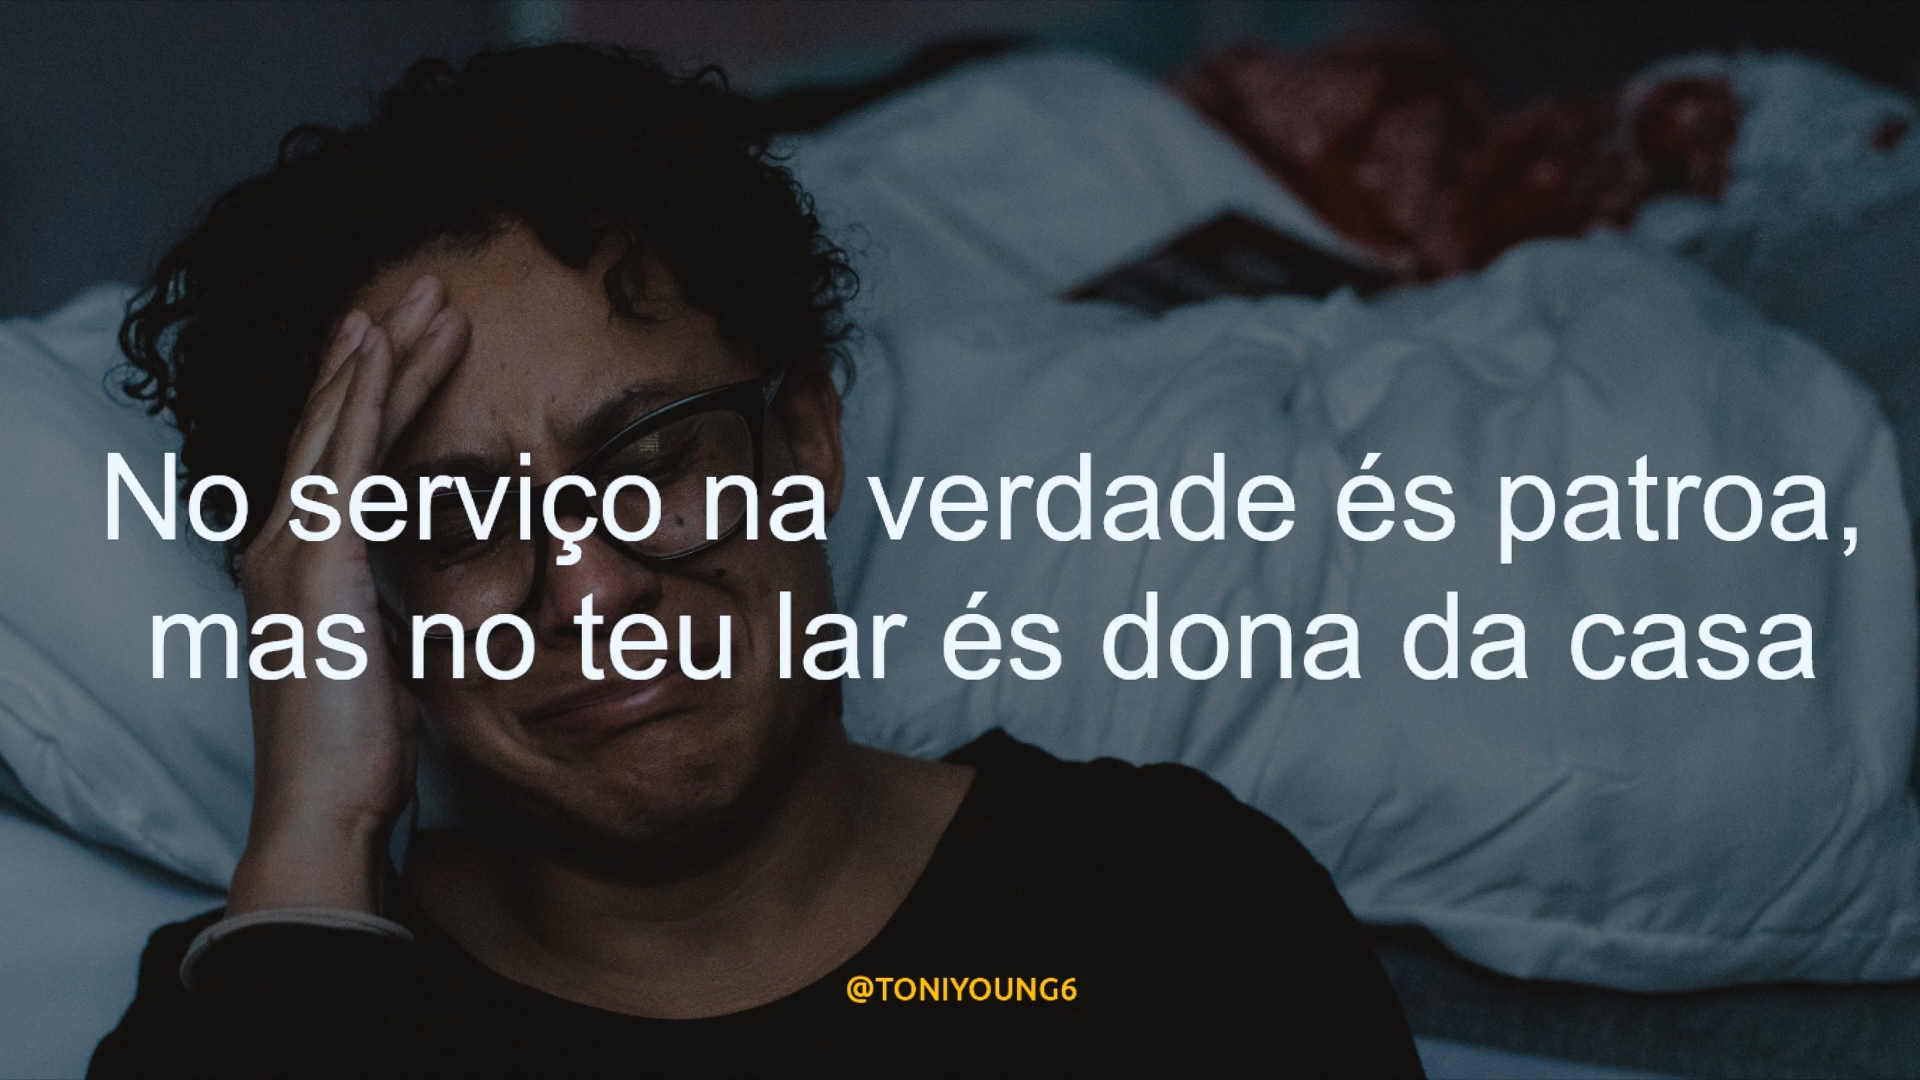 No serviço na verdade és patroa,
mas no teu lar és dona da casa
@TONIYOUNG6